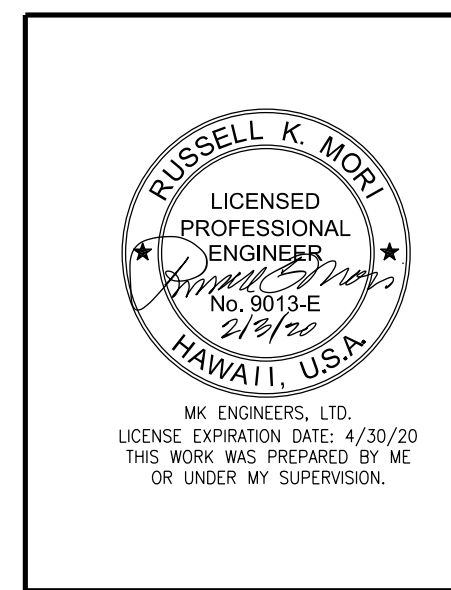 RUSSELL K. MORI
LICENSED
PROFESSIONAL
ENGINEER
No. 9013-E
2/3/20
HAWAII, U.S.A.
MK ENGINEERS, LTD.
LICENSE EXPIRATION DATE: 4/30/20
THIS WORK WAS PREPARED BY ME
OR UNDER MY SUPERVISION.